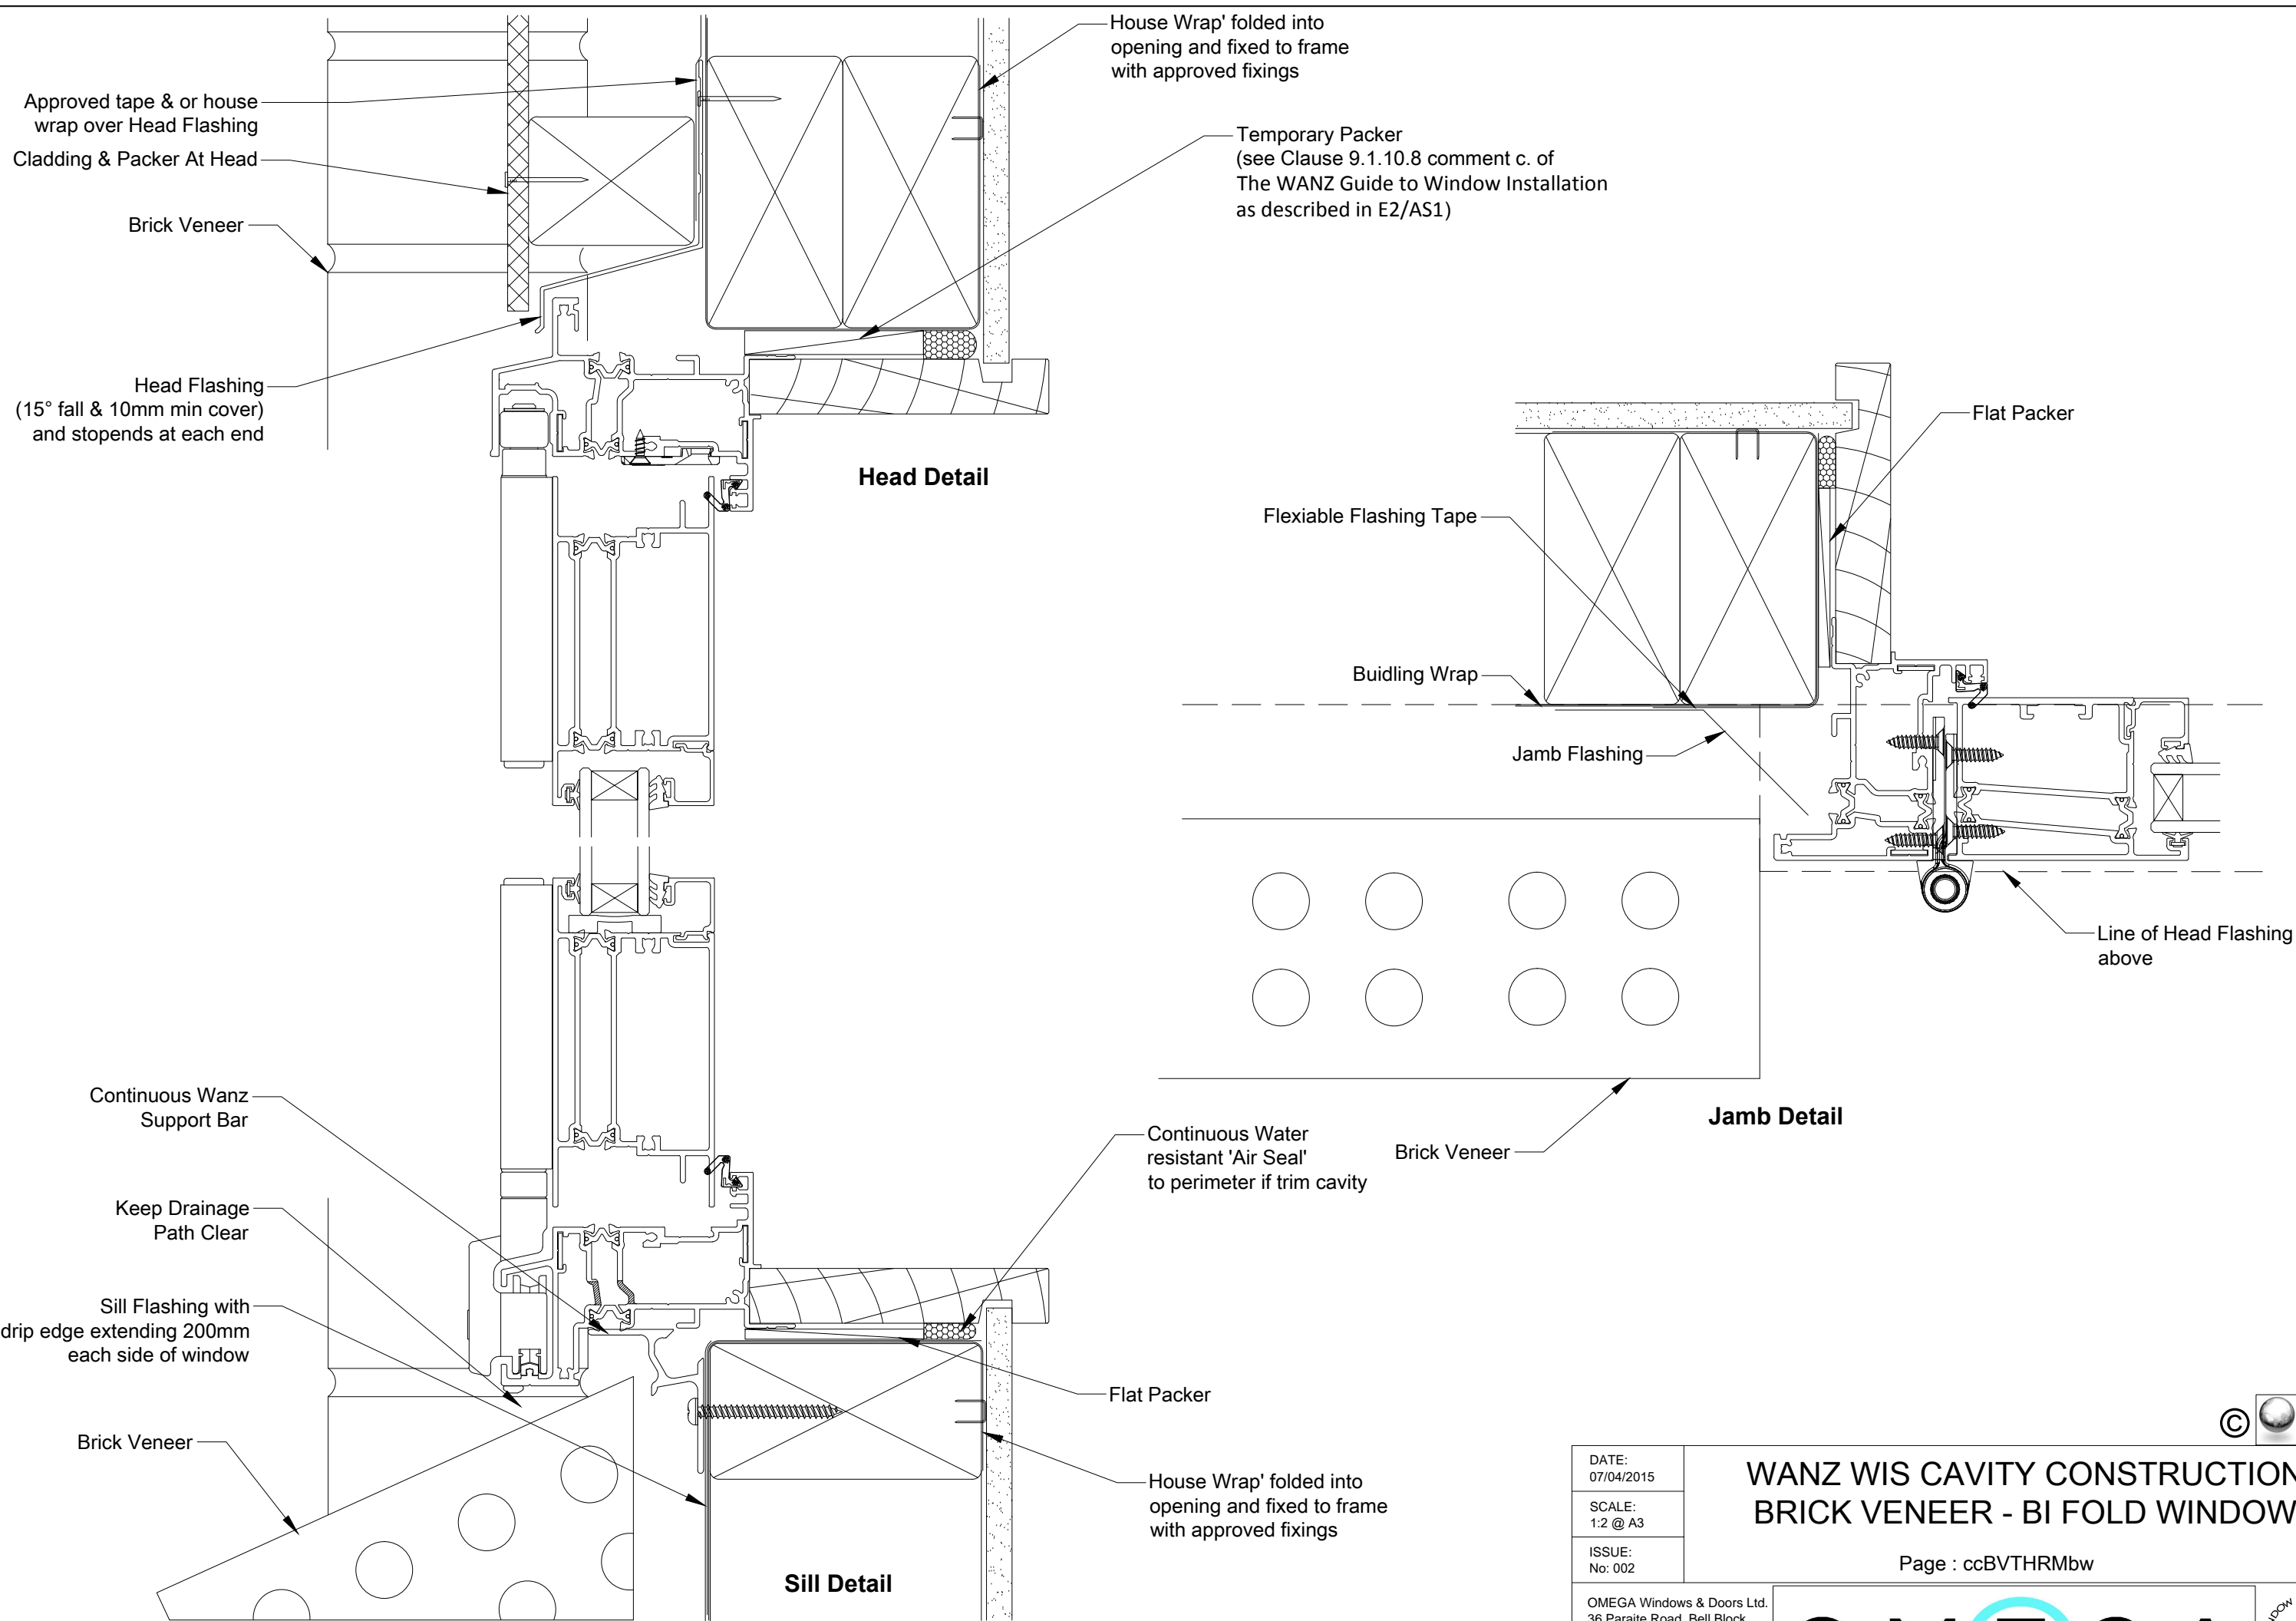 House Wrap' folded into
opening and fixed to frame
with approved fixings
Approved tape & or house
wrap over Head Flashing
Cladding & Packer At Head
Brick Veneer
Temporary Packer
(see Clause 9.1.10.8 comment c. of
The WANZ Guide to Window Installation
as described in E2/AS1)
Head Flashing
(15° fall & 10mm min cover)
and stopends at each end
Head Detail
Flat Packer
Flexiable Flashing Tape
Buidling Wrap
Jamb Flashing
Line of Head Flashing
above
Jamb Detail
Brick Veneer
Continuous Wanz
Support Bar
Keep Drainage
Path Clear
Sill Flashing with
drip edge extending 200mm
each side of window
Brick Veneer
Continuous Water
resistant 'Air Seal'
to perimeter if trim cavity
Flat Packer
House Wrap' folded into
opening and fixed to frame
with approved fixings
Sill Detail
©
DATE:
07/04/2015
SCALE:
1:2 @ A3
ISSUE:
No: 002
WANZ WIS CAVITY CONSTRUCTION
BRICK VENEER - BI FOLD WINDOW
Page : ccBVTHRMbw
OMEGA Windows & Doors Ltd.
36 Paraite Road, Bell Block